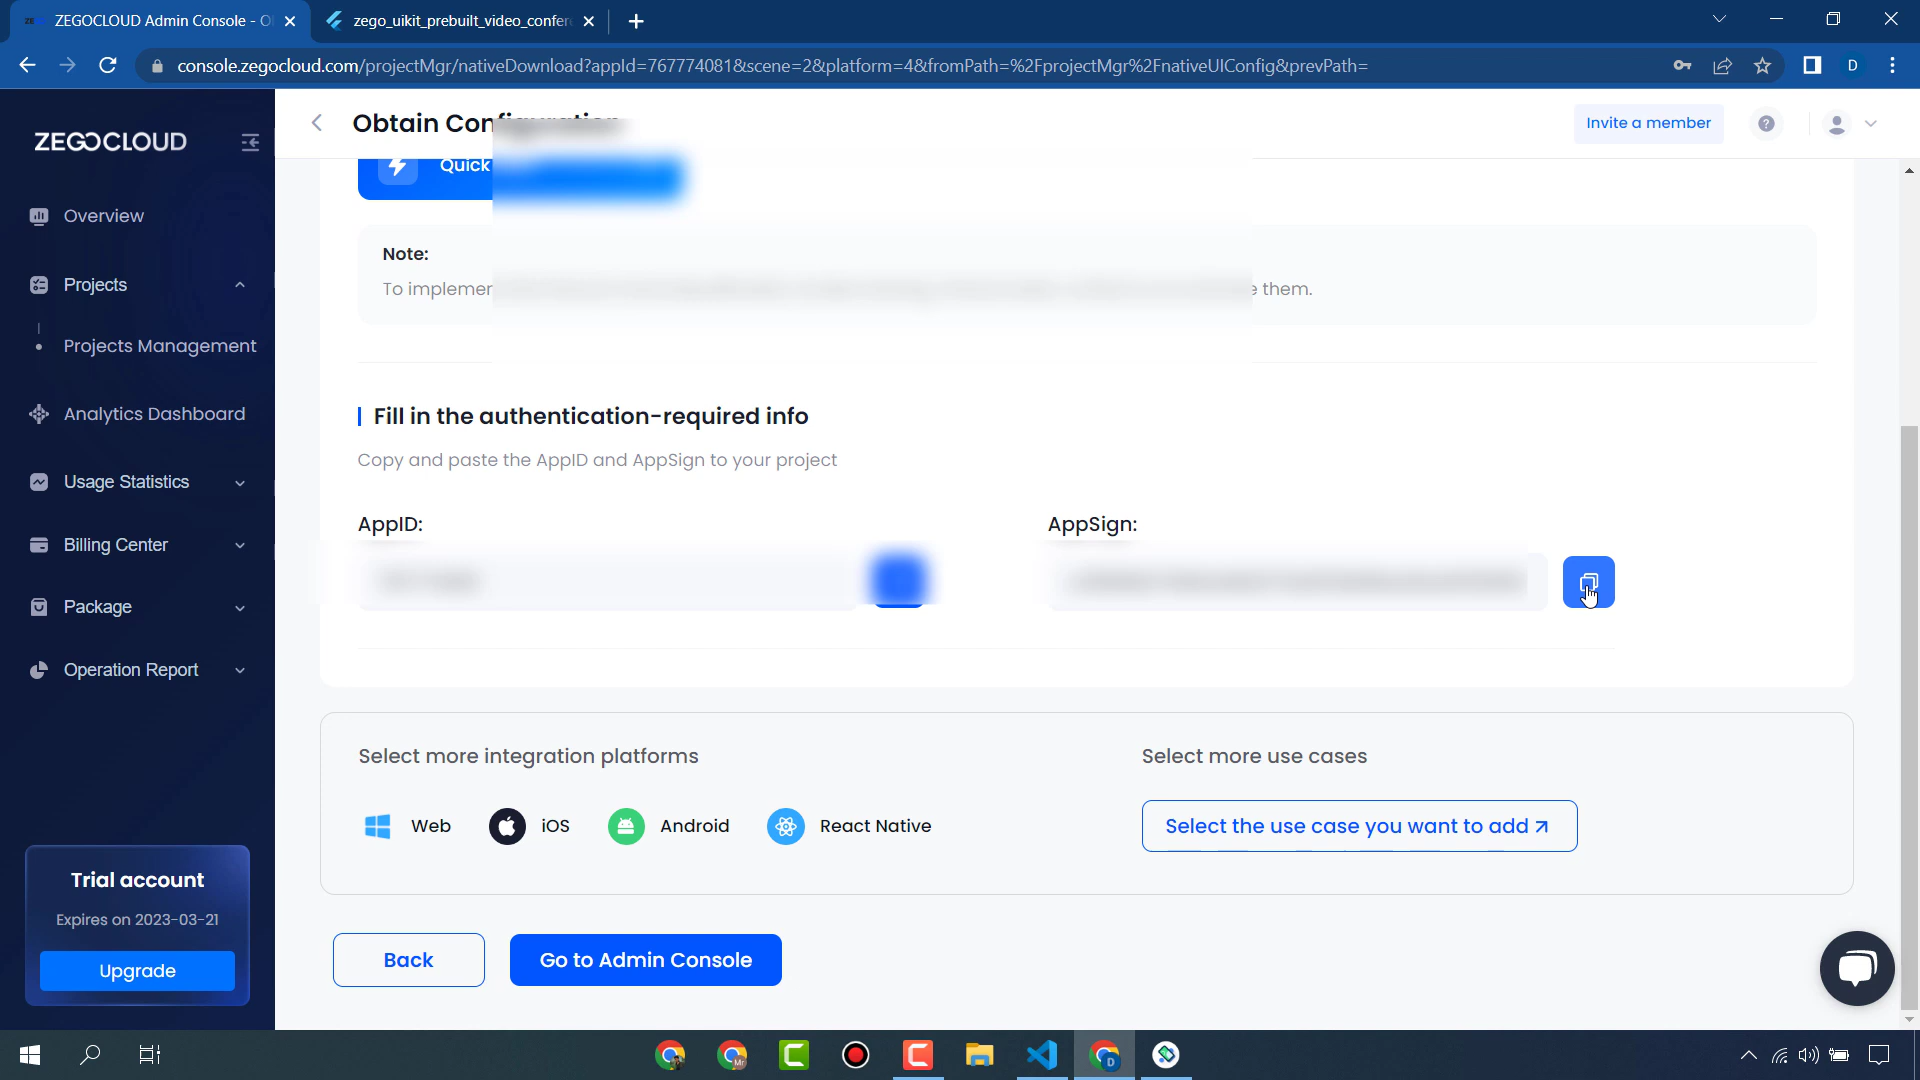 ZEGOCLOUD Admin Console - O
zego_uikit_prebuilt_video_confer
console.zegocloud.com/projectMgr/nativeDownload?appId=767774081&scene=2&platform=4&fromPath=%2FprojectMgr%2FnativeUIConfig&prevPath=
D
ZEGOCLOUD
Overview
Projects
Projects Management
Analytics Dashboard
Usage Statistics
Billing Center
Package
Operation Report
Trial account
Expires on 2023-03-21
Upgrade
Obtain Configuration
Invite a member
Quick
Note:
To implemen
them.
Fill in the authentication-required info
Copy and paste the AppID and AppSign to your project
AppID:
AppSign:
Select more integration platforms
Web
iOS
Android
React Native
Select more use cases
Select the use case you want to add
Back
Go to Admin Console